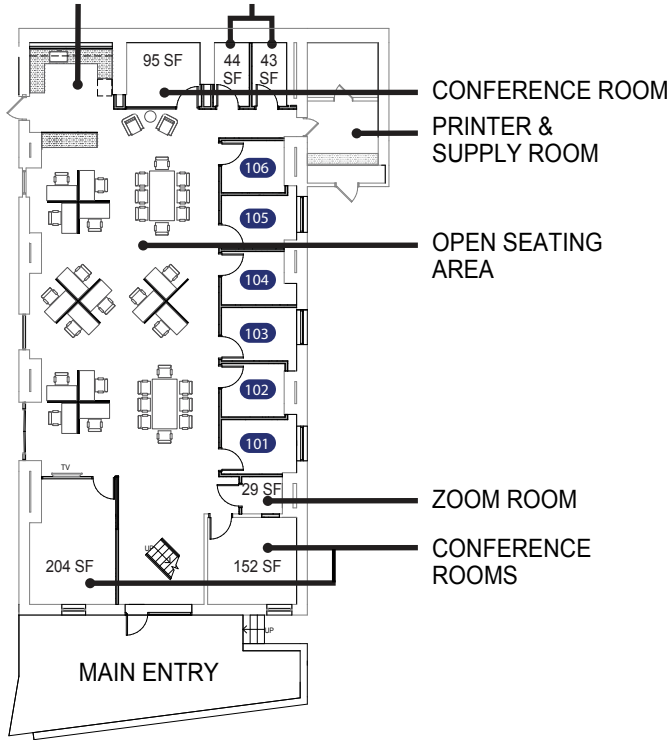 95 SF
44
SF
43
SF
CONFERENCE ROOM
PRINTER &
SUPPLY ROOM
106
105
OPEN SEATING
AREA
104
103
102
101
TV
29 SF
ZOOM ROOM
UP
204 SF
152 SF
CONFERENCE
ROOMS
UP
MAIN ENTRY